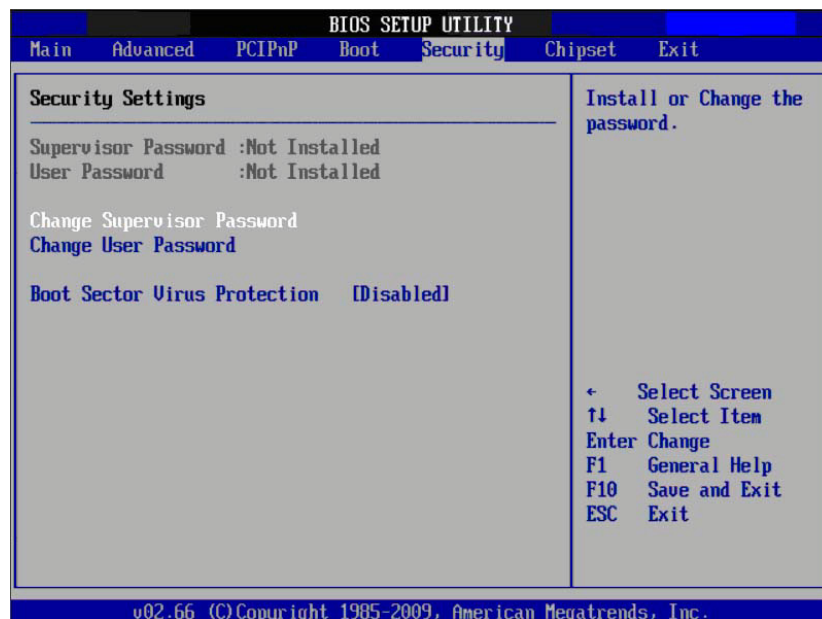 BIOS SETUP UTILITY
Main Advanced PCIPnP Boot Security Chipset Exit
Security Settings
Supervisor Password :Not Installed
User Password :Not Installed
Change Supervisor Password
Change User Password
Boot Sector Virus Protection [Disabled]
Install or Change the
password.
← Select Screen
↑↓ Select Item
Enter Change
F1 General Help
F10 Save and Exit
ESC Exit
v02.66 (C)Copyright 1985-2009, American Megatrends, Inc.